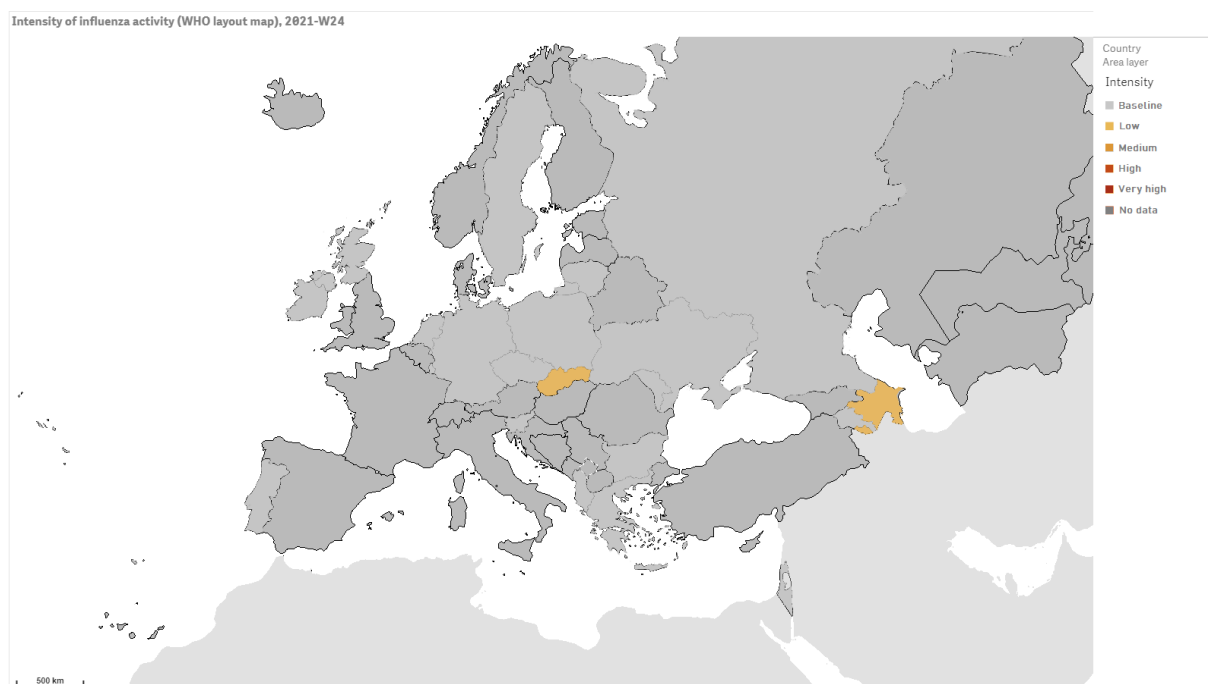 Intensity of influenza activity (WHO layout map), 2021-W24
Country
Area layer
Intensity
Baseline
Low
Medium
High
Very high
No data
500 km